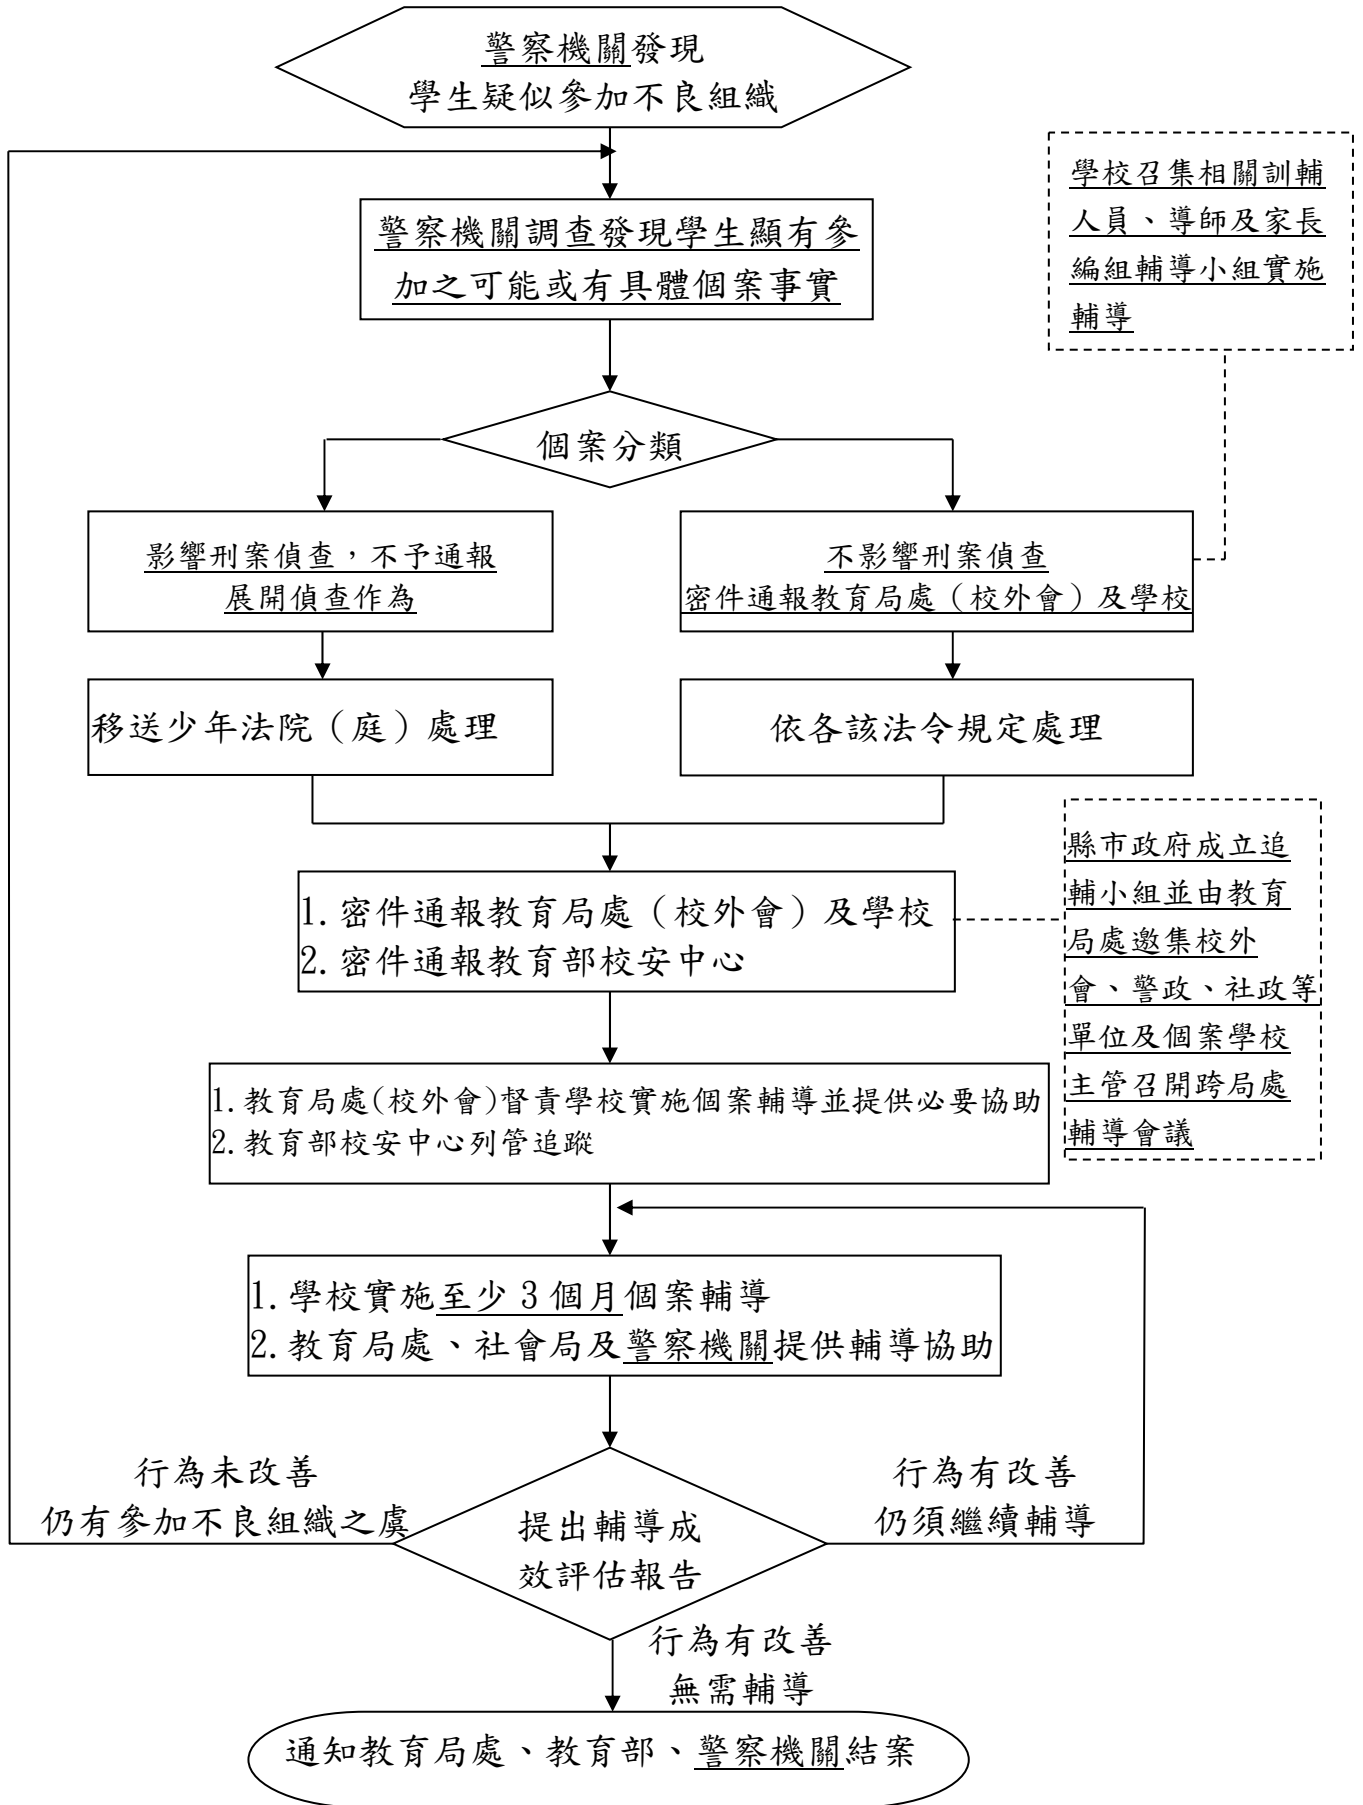 警察機關發現
學生疑似參加不良組織
學校召集相關訓輔
人員、導師及家長
編組輔導小組實施
輔導
警察機關調查發現學生顯有參
加之可能或有具體個案事實
個案分類
影響刑案偵查，不予通報
展開偵查作為
不影響刑案偵查
密件通報教育局處（校外會）及學校
移送少年法院（庭）處理
依各該法令規定處理
縣市政府成立追
輔小組並由教育
局處邀集校外
會、警政、社政等
單位及個案學校
主管召開跨局處
輔導會議
1. 密件通報教育局處（校外會）及學校
2. 密件通報教育部校安中心
1. 教育局處(校外會)督責學校實施個案輔導並提供必要協助
2. 教育部校安中心列管追蹤
1. 學校實施至少 3 個月個案輔導
2. 教育局處、社會局及警察機關提供輔導協助
行為未改善
仍有參加不良組織之虞
提出輔導成
效評估報告
行為有改善
仍須繼續輔導
行為有改善
無需輔導
通知教育局處、教育部、警察機關結案